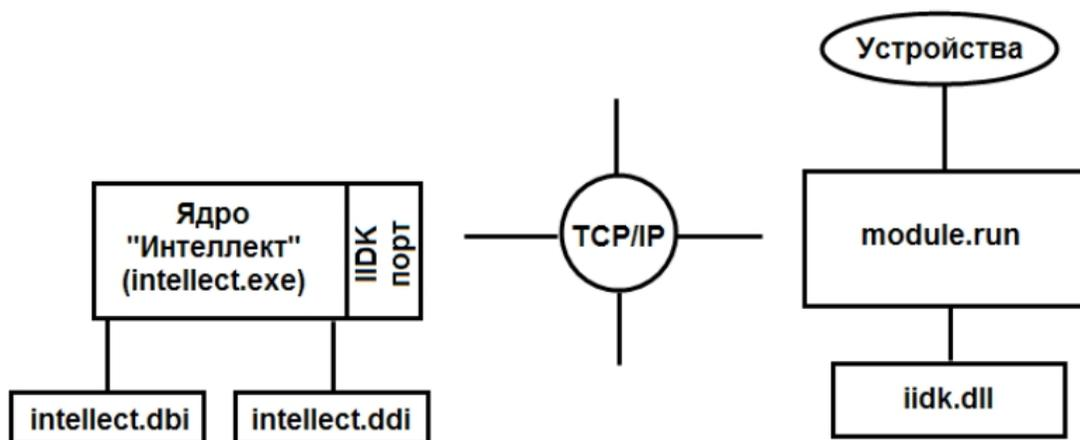 Устройства
Ядро
"Интеллект"
(intellect.exe)
IIDK
порт
TCP/IP
module.run
intellect.dbi
intellect.ddi
iidk.dll